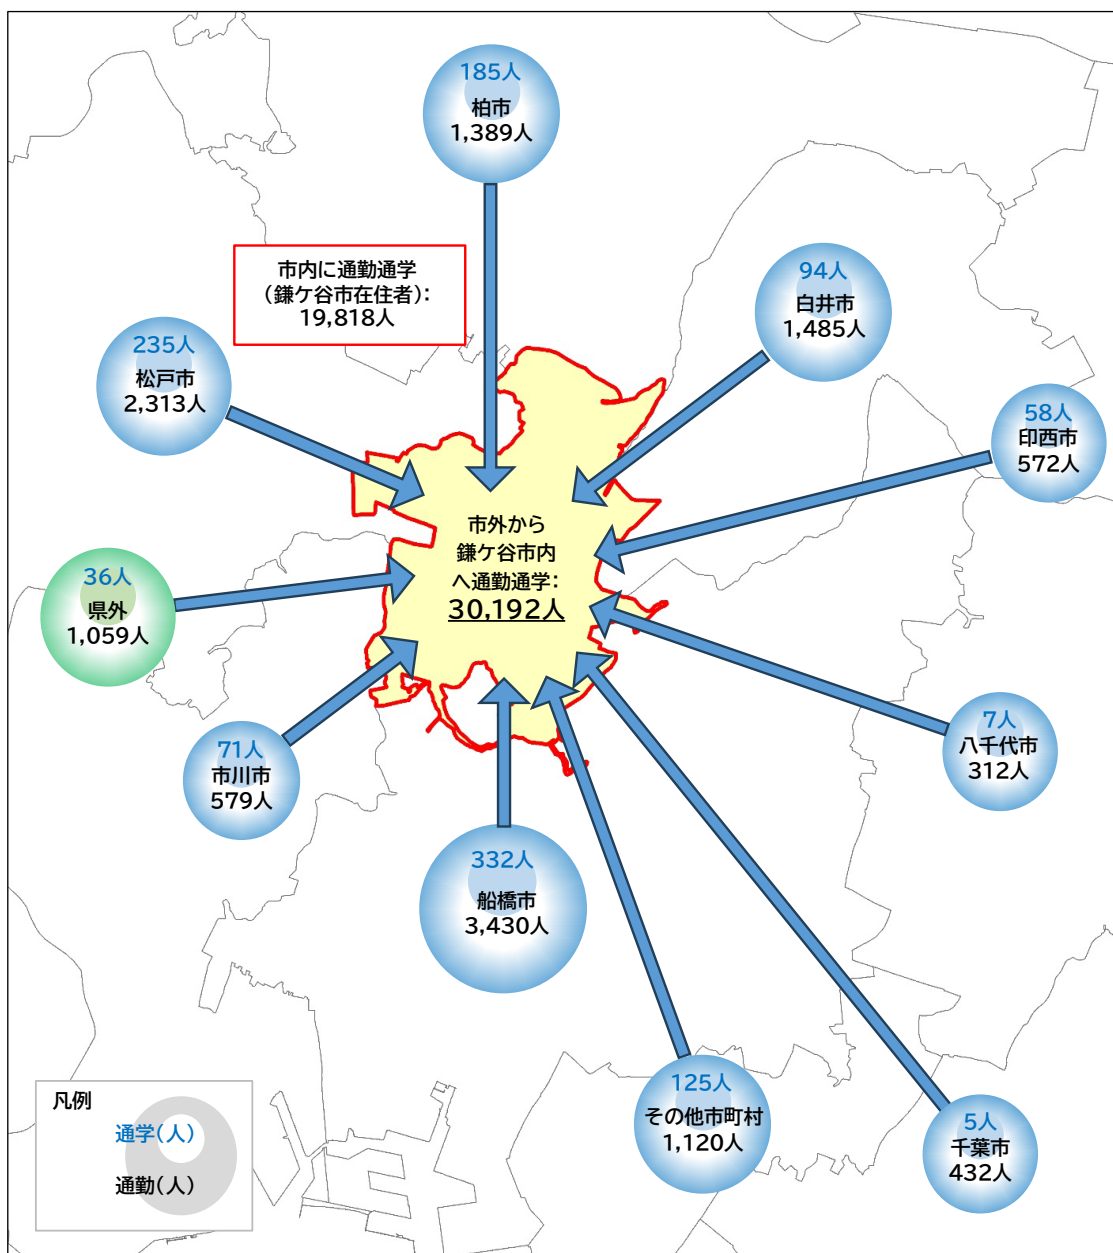 185人
柏市
1,389人
市内に通勤通学
（鎌ケ谷市在住者）：
19,818人
94人
白井市
1,485人
235人
松戸市
2,313人
58人
印西市
572人
市外から
鎌ケ谷市内
へ通勤通学：
30,192人
36人
県外
1,059人
7人
八千代市
312人
71人
市川市
579人
332人
船橋市
3,430人
125人
その他市町村
1,120人
5人
千葉市
432人
凡例
通学（人）
通勤（人）